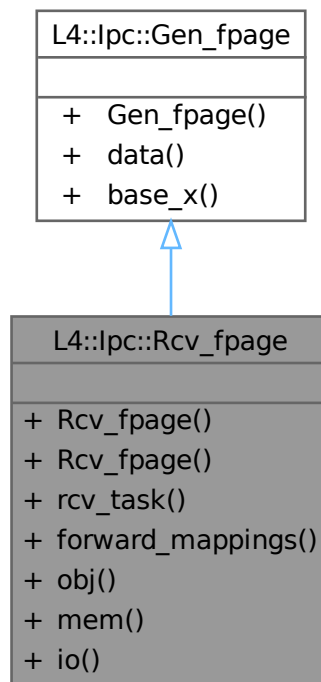 L4::Ipc::Gen_fpage
+ Gen_fpage()
+ data()
+ base_x()
L4::Ipc::Rcv_fpage
+ Rcv_fpage()
+ Rcv_fpage()
+ rcv_task()
+ forward_mappings()
+ obj()
+ mem()
+ io()